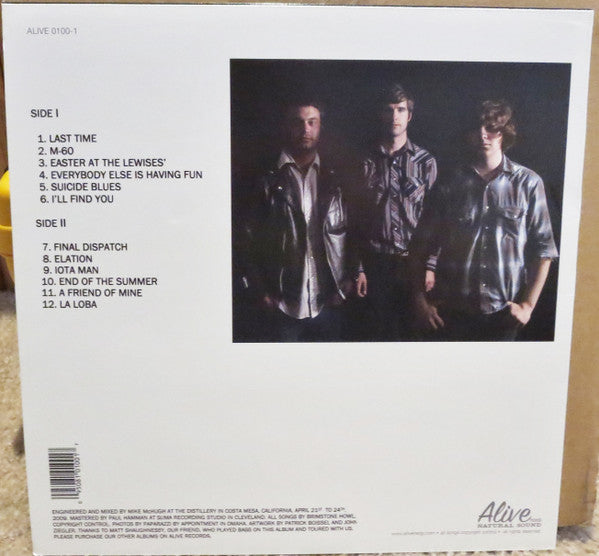 ALIVE 0100-1
SIDE I
1. LAST TIME
2. M-60
3. EASTER AT THE LEWISES'
4. EVERYBODY ELSE IS HAVING FUN
5. SUICIDE BLUES
6. I'LL FIND YOU
SIDE II
7. FINAL DISPATCH
8. ELATION
9. IOTA MAN
10. END OF THE SUMMER
11. A FRIEND OF MINE
12. LA LOBA
ENGINEERED AND MIXED BY MIKE McHUGH AT THE DISTILLERY IN COSTA MESA, CALIFORNIA, APRIL 21ST TO 24TH,
2009. MASTERED BY PAUL HAMMAN AT SUMA RECORDING STUDIO IN CLEVELAND. ALL SONGS BY BRIMSTONE HOWL,
COPYRIGHT CONTROL. PHOTOS BY PAPARAZZI BY APPOINTMENT IN OMAHA. ARTWORK BY PATRICK BOISSEL AND JOHN
ZIEGLER. THANKS TO MATT SHAUGHNESSY, OUR FRIEND, WHO PLAYED BASS ON THIS ALBUM AND TOURED WITH US.
PLEASE PURCHASE OUR OTHER ALBUMS ON ALIVE RECORDS.
Alive
NATURAL SOUND
all rights reserved